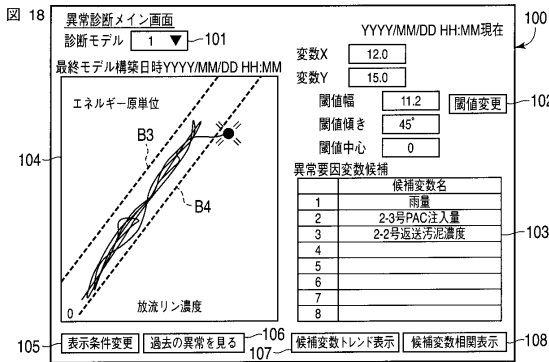 図 18
異常診断メイン画面
診断モデル 1 ▼ 101
YYYY/MM/DD HH:MM現在
100
最終モデル構築日時YYYY/MM/DD HH:MM
変数X 12.0
変数Y 15.0
閾値幅 11.2 閾値変更 102
閾値傾き 45°
閾値中心 0
エネルギー原単位
B3
B4
104
0
放流リン濃度
異常要因変数候補
候補変数名
1 雨量
2 2-3号PAC注入量
3 2-2号返送汚泥濃度
4
5
6
7
8
103
105 表示条件変更 過去の異常を見る 106
107 候補変数トレンド表示 候補変数相関表示 108